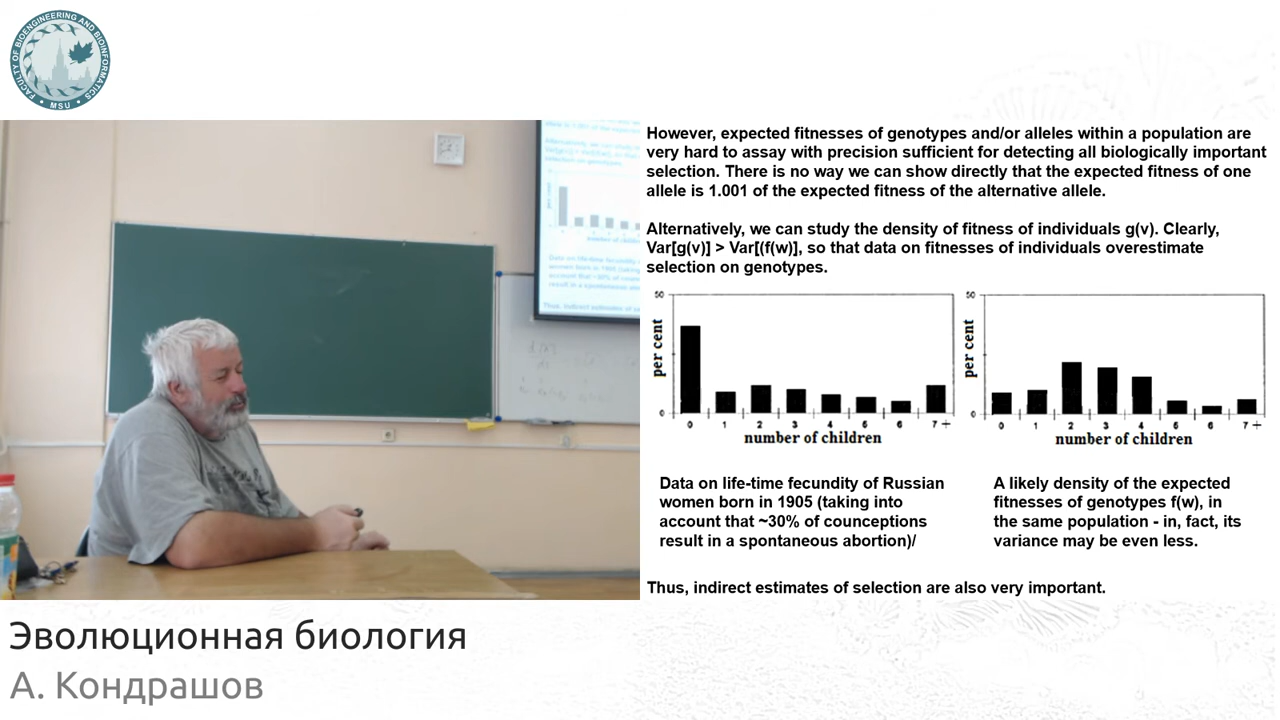 FACULTY OF BIOENGINEERING AND BIOINFORMATICS
• MSU •
However, expected fitnesses of genotypes and/or alleles within a population are
very hard to assay with precision sufficient for detecting all biologically important
selection. There is no way we can show directly that the expected fitness of one
allele is 1.001 of the expected fitness of the alternative allele.
Alternatively, we can study the density of fitness of individuals g(v). Clearly,
Var[g(v)] > Var[(f(w)], so that data on fitnesses of individuals overestimate
selection on genotypes.
50
per cent
0
0 1 2 3 4 5 6 7 +
number of children
50
per cent
0
0 1 2 3 4 5 6 7 +
number of children
Data on life-time fecundity of Russian
women born in 1905 (taking into
account that ~30% of counceptions
result in a spontaneous abortion)/
A likely density of the expected
fitnesses of genotypes f(w), in
the same population - in, fact, its
variance may be even less.
Thus, indirect estimates of selection are also very important.
Эволюционная биология
А. Кондрашов